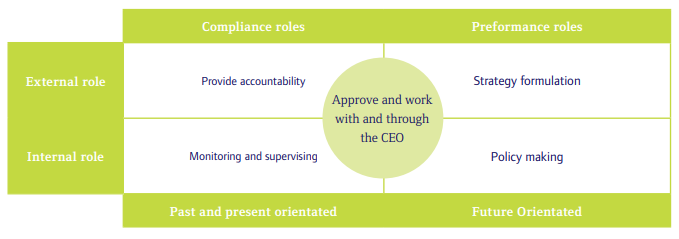 Compliance roles
Preformance roles
External role
Provide accountability
Strategy formulation
Approve and work
with and through
the CEO
Internal role
Monitoring and supervising
Policy making
Past and present orientated
Future Orientated